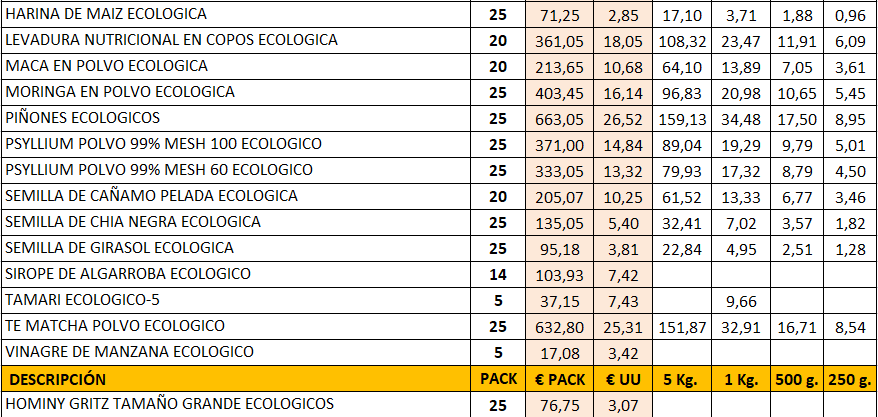 HARINA DE MAIZ ECOLOGICA 25 71,25 2,85 17,10 3,71 1,88 0,96
LEVADURA NUTRICIONAL EN COPOS ECOLOGICA 20 361,05 18,05 108,32 23,47 11,91 6,09
MACA EN POLVO ECOLOGICA 20 213,65 10,68 64,10 13,89 7,05 3,61
MORINGA EN POLVO ECOLOGICA 25 403,45 16,14 96,83 20,98 10,65 5,45
PIÑONES ECOLOGICOS 25 663,05 26,52 159,13 34,48 17,50 8,95
PSYLLIUM POLVO 99% MESH 100 ECOLOGICO 25 371,00 14,84 89,04 19,29 9,79 5,01
PSYLLIUM POLVO 99% MESH 60 ECOLOGICO 25 333,05 13,32 79,93 17,32 8,79 4,50
SEMILLA DE CAÑAMO PELADA ECOLOGICA 20 205,07 10,25 61,52 13,33 6,77 3,46
SEMILLA DE CHIA NEGRA ECOLOGICA 25 135,05 5,40 32,41 7,02 3,57 1,82
SEMILLA DE GIRASOL ECOLOGICA 25 95,18 3,81 22,84 4,95 2,51 1,28
SIROPE DE ALGARROBA ECOLOGICO 14 103,93 7,42
TAMARI ECOLOGICO-5 5 37,15 7,43 9,66
TE MATCHA POLVO ECOLOGICO 25 632,80 25,31 151,87 32,91 16,71 8,54
VINAGRE DE MANZANA ECOLOGICO 5 17,08 3,42
DESCRIPCIÓN PACK € PACK € UU 5 Kg. 1 Kg. 500 g. 250 g.
HOMINY GRITZ TAMAÑO GRANDE ECOLOGICOS 25 76,75 3,07